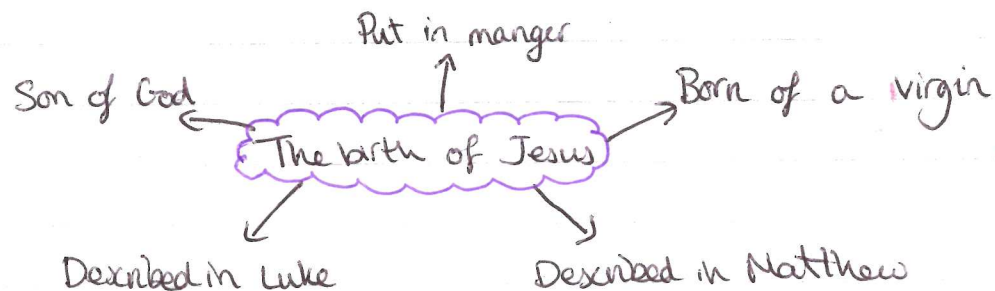 Put in manger
Son of God
Born of a virgin
The birth of Jesus
Described in Luke
Described in Matthew